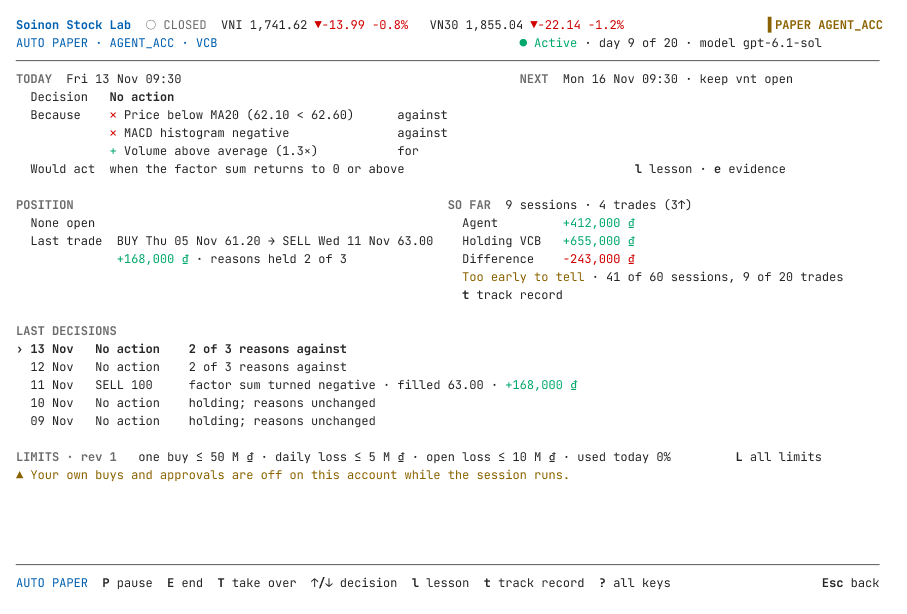 Soinon Stock Lab ○ CLOSED VNI 1,741.62 ▼-13.99 -0.8% VN30 1,855.04 ▼-22.14 -1.2% PAPER AGENT_ACC
AUTO PAPER · AGENT_ACC · VCB ● Active · day 9 of 20 · model gpt-6.1-sol
TODAY Fri 13 Nov 09:30 NEXT Mon 16 Nov 09:30 · keep vnt open
Decision No action
Because × Price below MA20 (62.10 < 62.60) against
× MACD histogram negative against
+ Volume above average (1.3×) for
Would act when the factor sum returns to 0 or above l lesson · e evidence
POSITION SO FAR 9 sessions · 4 trades (3↑)
None open Agent +412,000 ₫
Last trade BUY Thu 05 Nov 61.20 → SELL Wed 11 Nov 63.00 Holding VCB +655,000 ₫
+168,000 ₫ · reasons held 2 of 3 Difference -243,000 ₫
Too early to tell · 41 of 60 sessions, 9 of 20 trades
t track record
LAST DECISIONS
› 13 Nov No action 2 of 3 reasons against
12 Nov No action 2 of 3 reasons against
11 Nov SELL 100 factor sum turned negative · filled 63.00 · +168,000 ₫
10 Nov No action holding; reasons unchanged
09 Nov No action holding; reasons unchanged
LIMITS · rev 1 one buy ≤ 50 M ₫ · daily loss ≤ 5 M ₫ · open loss ≤ 10 M ₫ · used today 0% L all limits
▲ Your own buys and approvals are off on this account while the session runs.
AUTO PAPER P pause E end T take over ↑/↓ decision l lesson t track record ? all keys Esc back